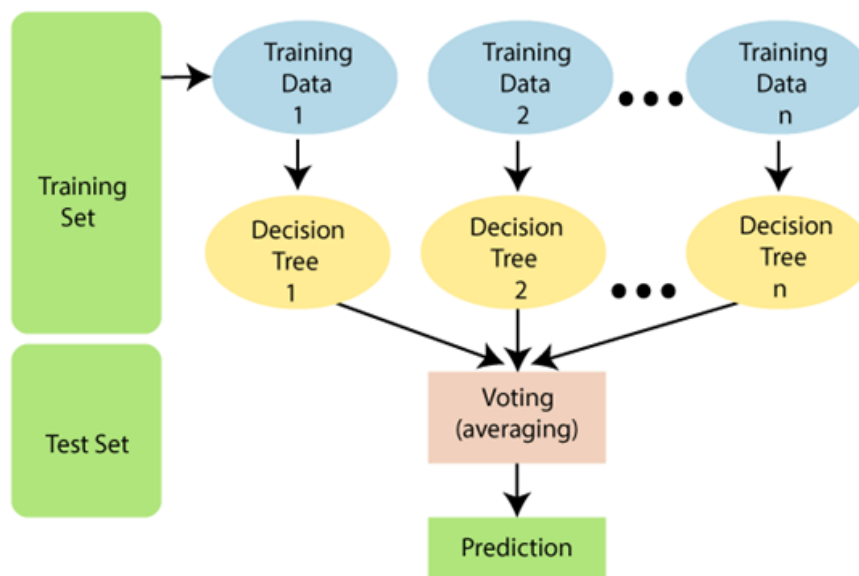 Training
Set
Test Set
Training
Data
1
Training
Data
2
Training
Data
n
Decision
Tree
1
Decision
Tree
2
Decision
Tree
n
Voting
(averaging)
Prediction